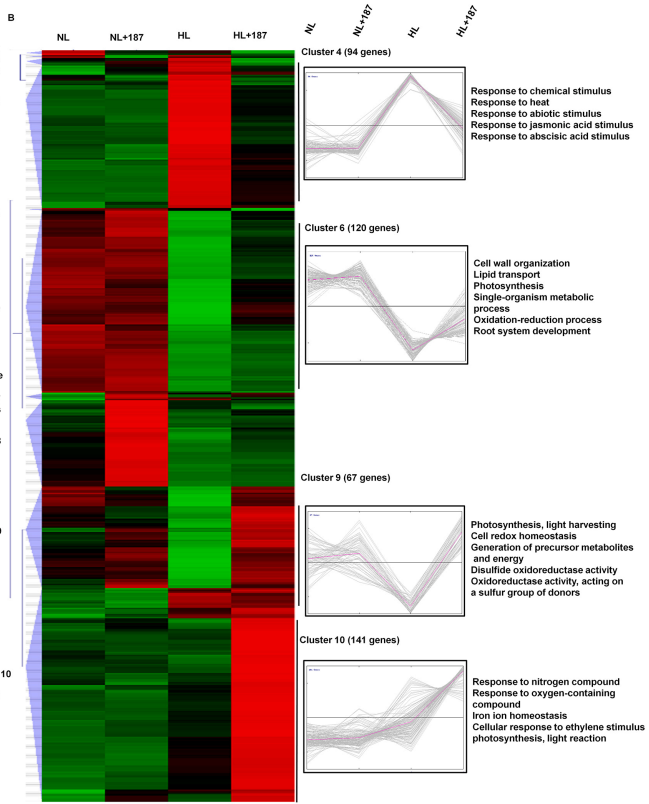 B
NL
NL+187
HL
HL+187
NL
NL+187
HL
HL+187
Cluster 4 (94 genes)
Response to chemical stimulus
Response to heat
Response to abiotic stimulus
Response to jasmonic acid stimulus
Response to abscisic acid stimulus
Cluster 6 (120 genes)
Cell wall organization
Lipid transport
Photosynthesis
Single-organism metabolic
process
Oxidation-reduction process
Root system development
Cluster 9 (67 genes)
Photosynthesis, light harvesting
Cell redox homeostasis
Generation of precursor metabolites
and energy
Disulfide oxidoreductase activity
Oxidoreductase activity, acting on
a sulfur group of donors
Cluster 10 (141 genes)
10
Response to nitrogen compound
Response to oxygen-containing
compound
Iron ion homeostasis
Cellular response to ethylene stimulus
photosynthesis, light reaction